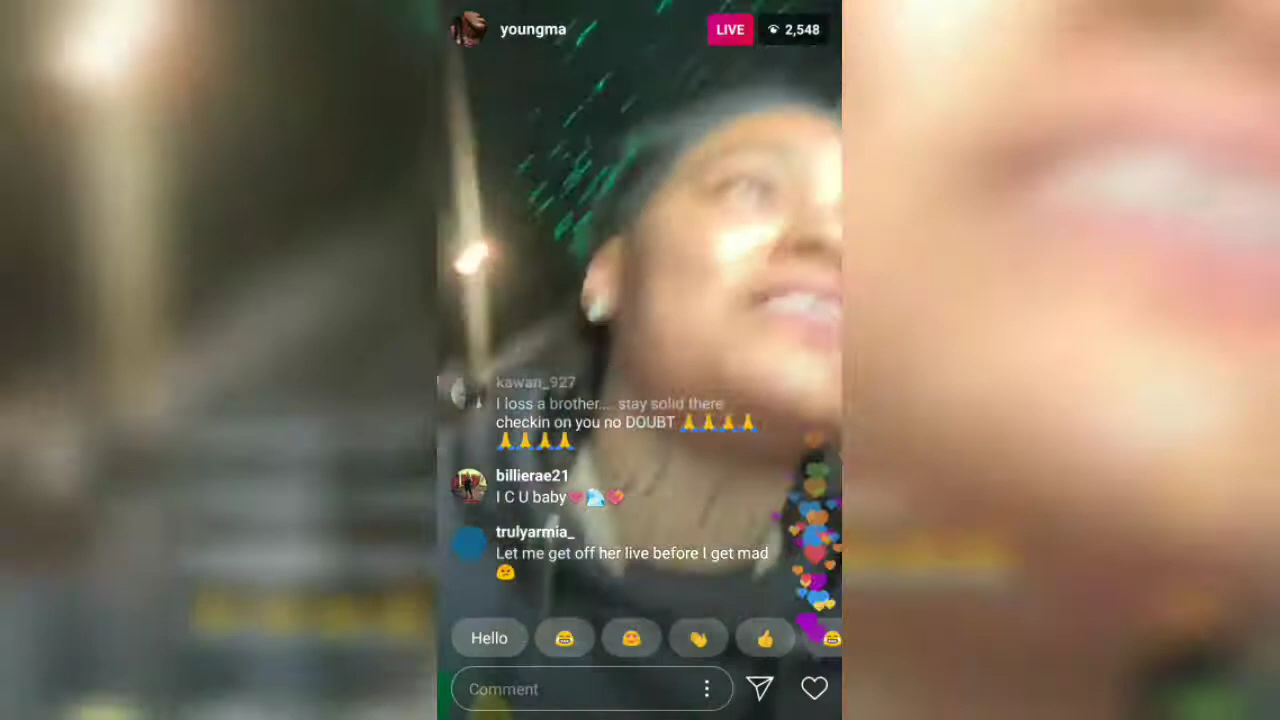 youngma
LIVE
2,548
kawan_927
I loss a brother.... stay solid there
checkin on you no DOUBT 🙏🙏🙏🙏
🙏🙏🙏🙏
billierae21
I C U baby
trulyarmia_
Let me get off her live before I get mad
Hello
Comment